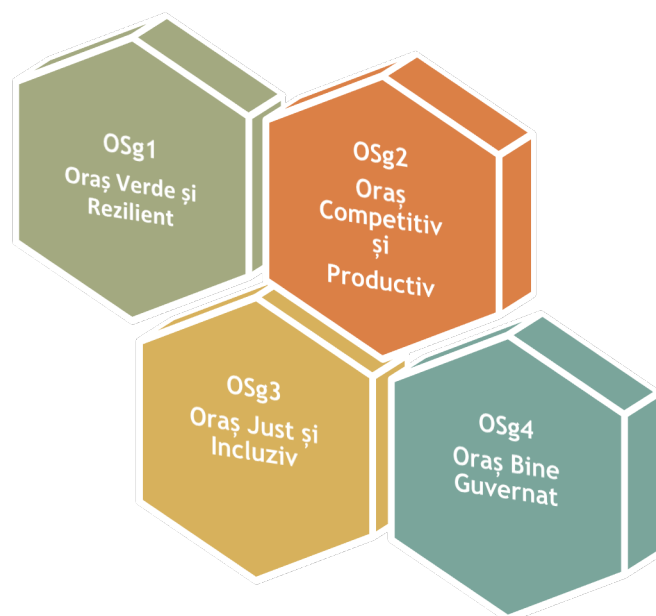 OSg1
Oraș Verde și
Rezilient
OSg2
Oraș
Competitiv
și
Productiv
OSg3
Oraș Just și
Incluziv
OSg4
Oraș Bine
Guvernat